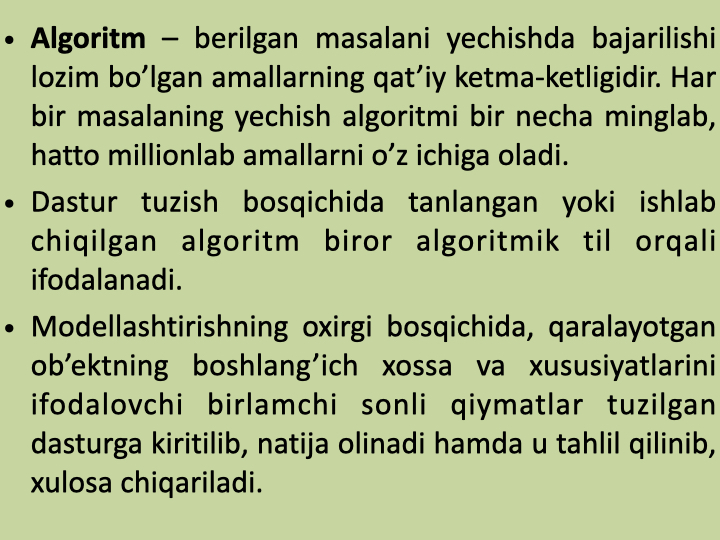 • Algoritm – berilgan masalani yechishda bajarilishi
lozim bo’lgan amallarning qat’iy ketma-ketligidir. Har
bir masalaning yechish algoritmi bir necha minglab,
hatto millionlab amallarni o’z ichiga oladi.
• Dastur tuzish bosqichida tanlangan yoki ishlab
chiqilgan algoritm biror algoritmik til orqali
ifodalanadi.
• Modellashtirishning oxirgi bosqichida, qaralayotgan
ob’ektning boshlang’ich xossa va xususiyatlarini
ifodalovchi birlamchi sonli qiymatlar tuzilgan
dasturga kiritilib, natija olinadi hamda u tahlil qilinib,
xulosa chiqariladi.